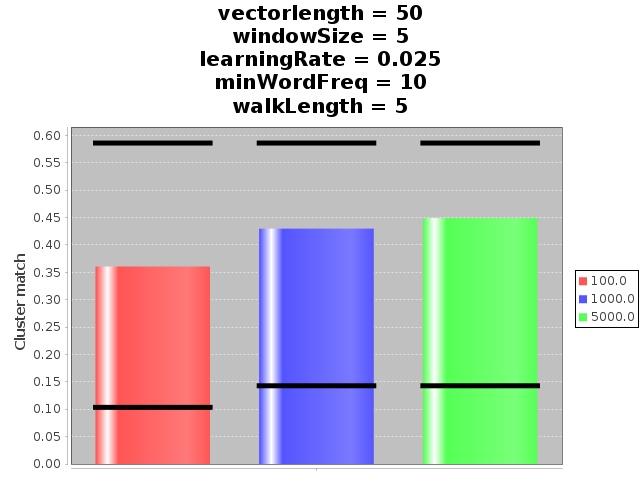 vectorlength = 50
windowSize = 5
learningRate = 0.025
minWordFreq = 10
walkLength = 5
0.60
0.55
0.50
0.45
0.40
0.35
0.30
0.25
0.20
0.15
0.10
0.05
0.00
Cluster match
100.0
1000.0
5000.0